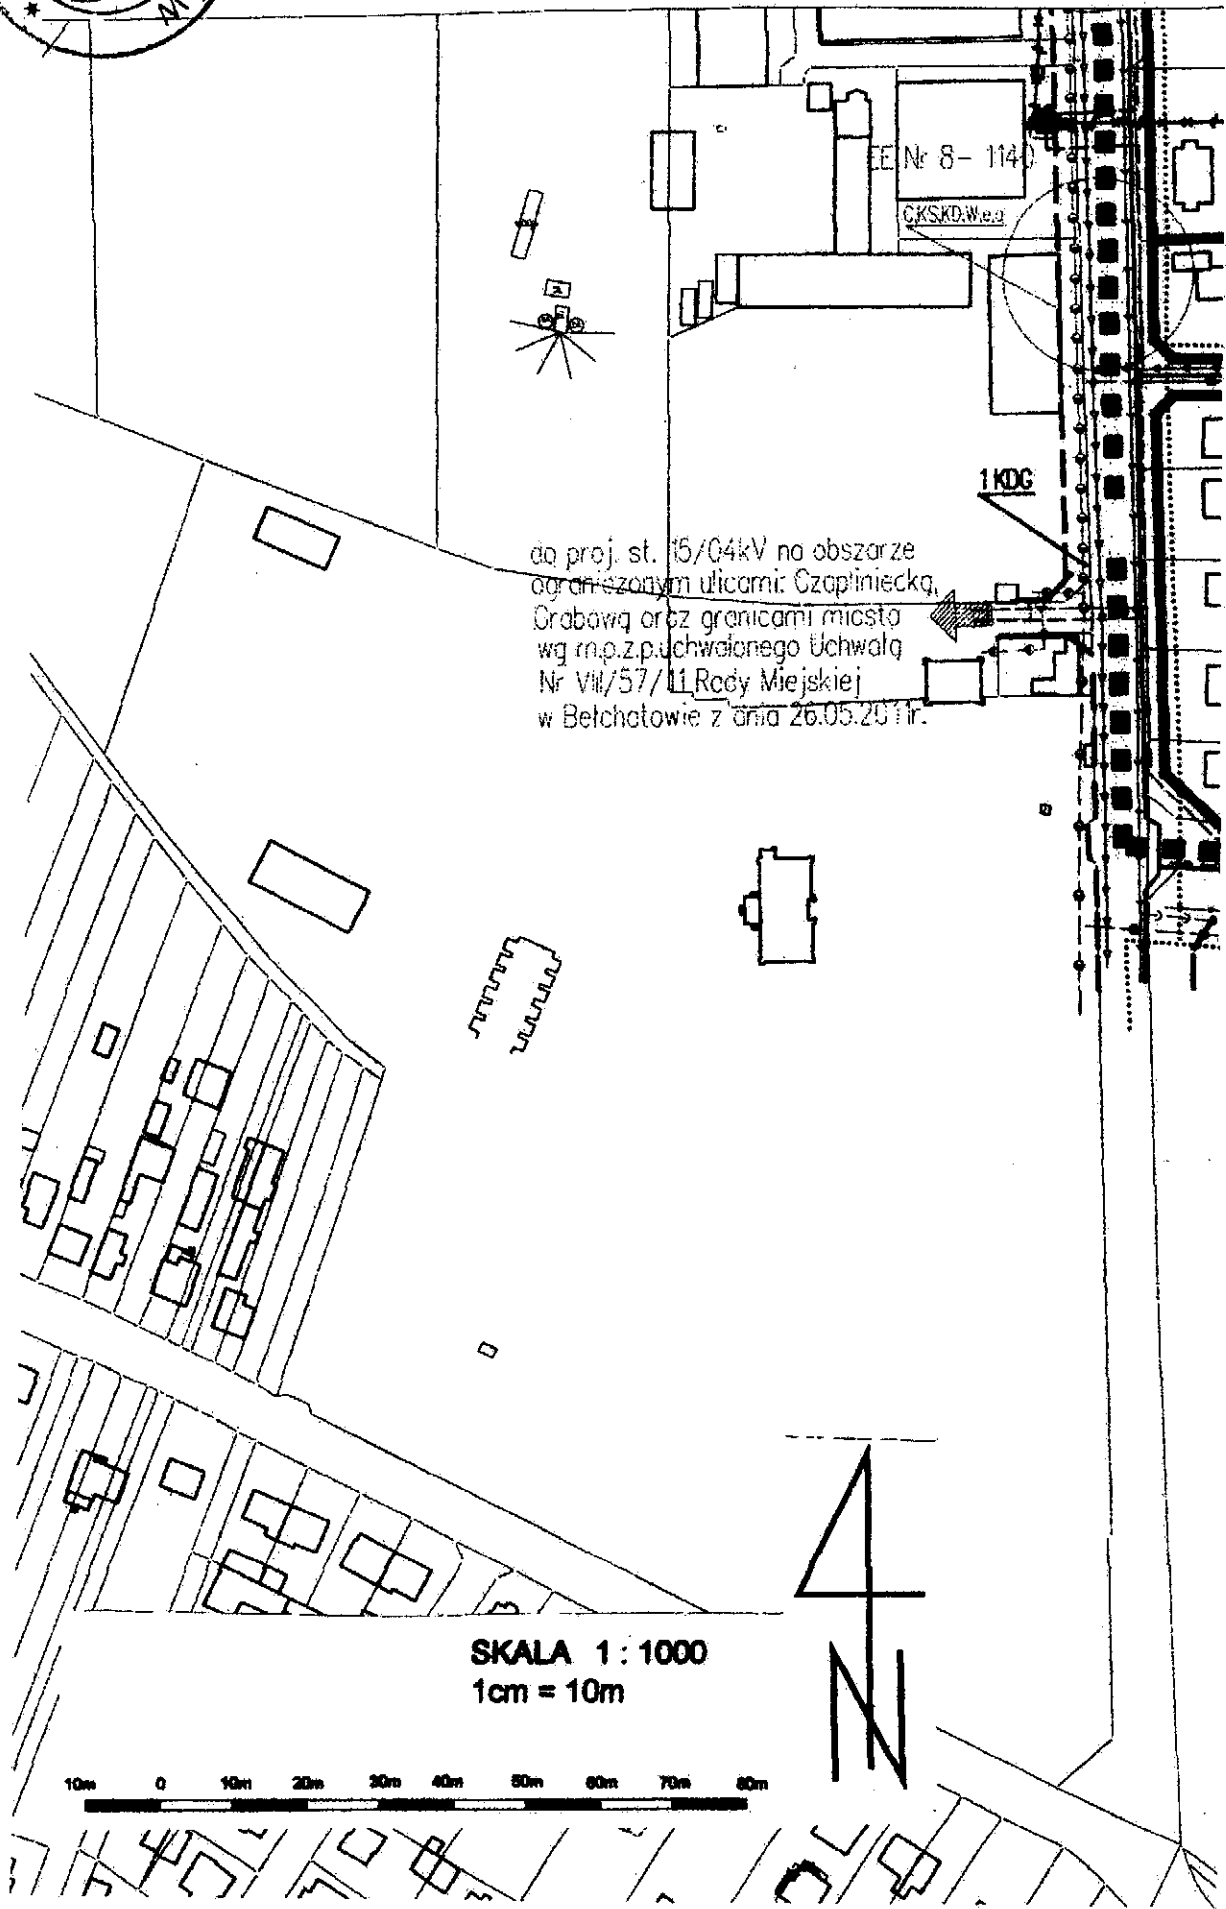 EE Nr 8- 1140
CKSKD.W.e.g
1KDG
do proj. st. 15/04kV na obszarze
ograniczonym ulicami: Czapliniecką,
Grabową oraz granicami miasta
wg m.p.z.p.uchwalonego Uchwałą
Nr VIII/57/11 Rady Miejskiej
w Bełchatowie z dnia 26.05.2011r.
SKALA 1 : 1000
1cm = 10m
N
10m 0 10m 20m 30m 40m 50m 60m 70m 80m